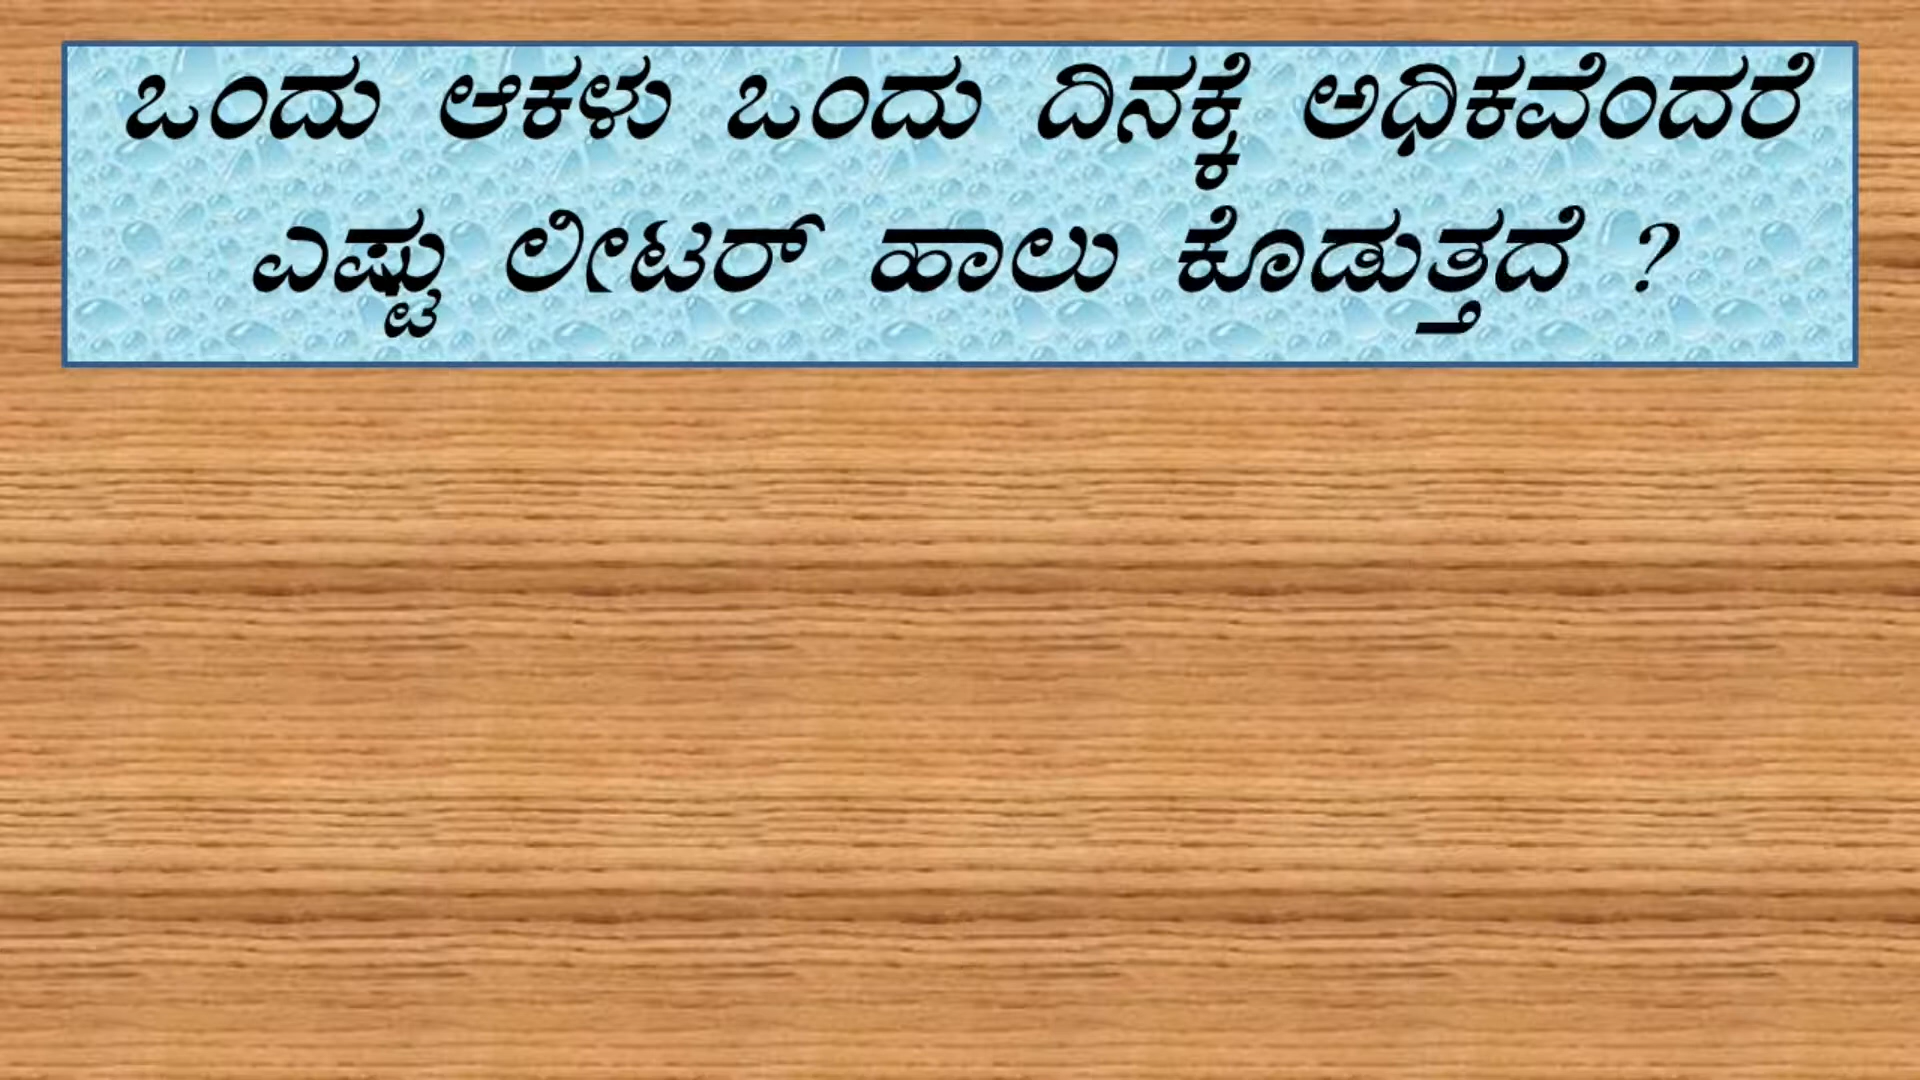 ಒಂದು ಆಕಳು ಒಂದು ದಿನಕ್ಕೆ ಅಧಿಕವೆಂದರೆ
ಎಷ್ಟು ಲೀಟರ್ ಹಾಲು ಕೊಡುತ್ತದೆ ?